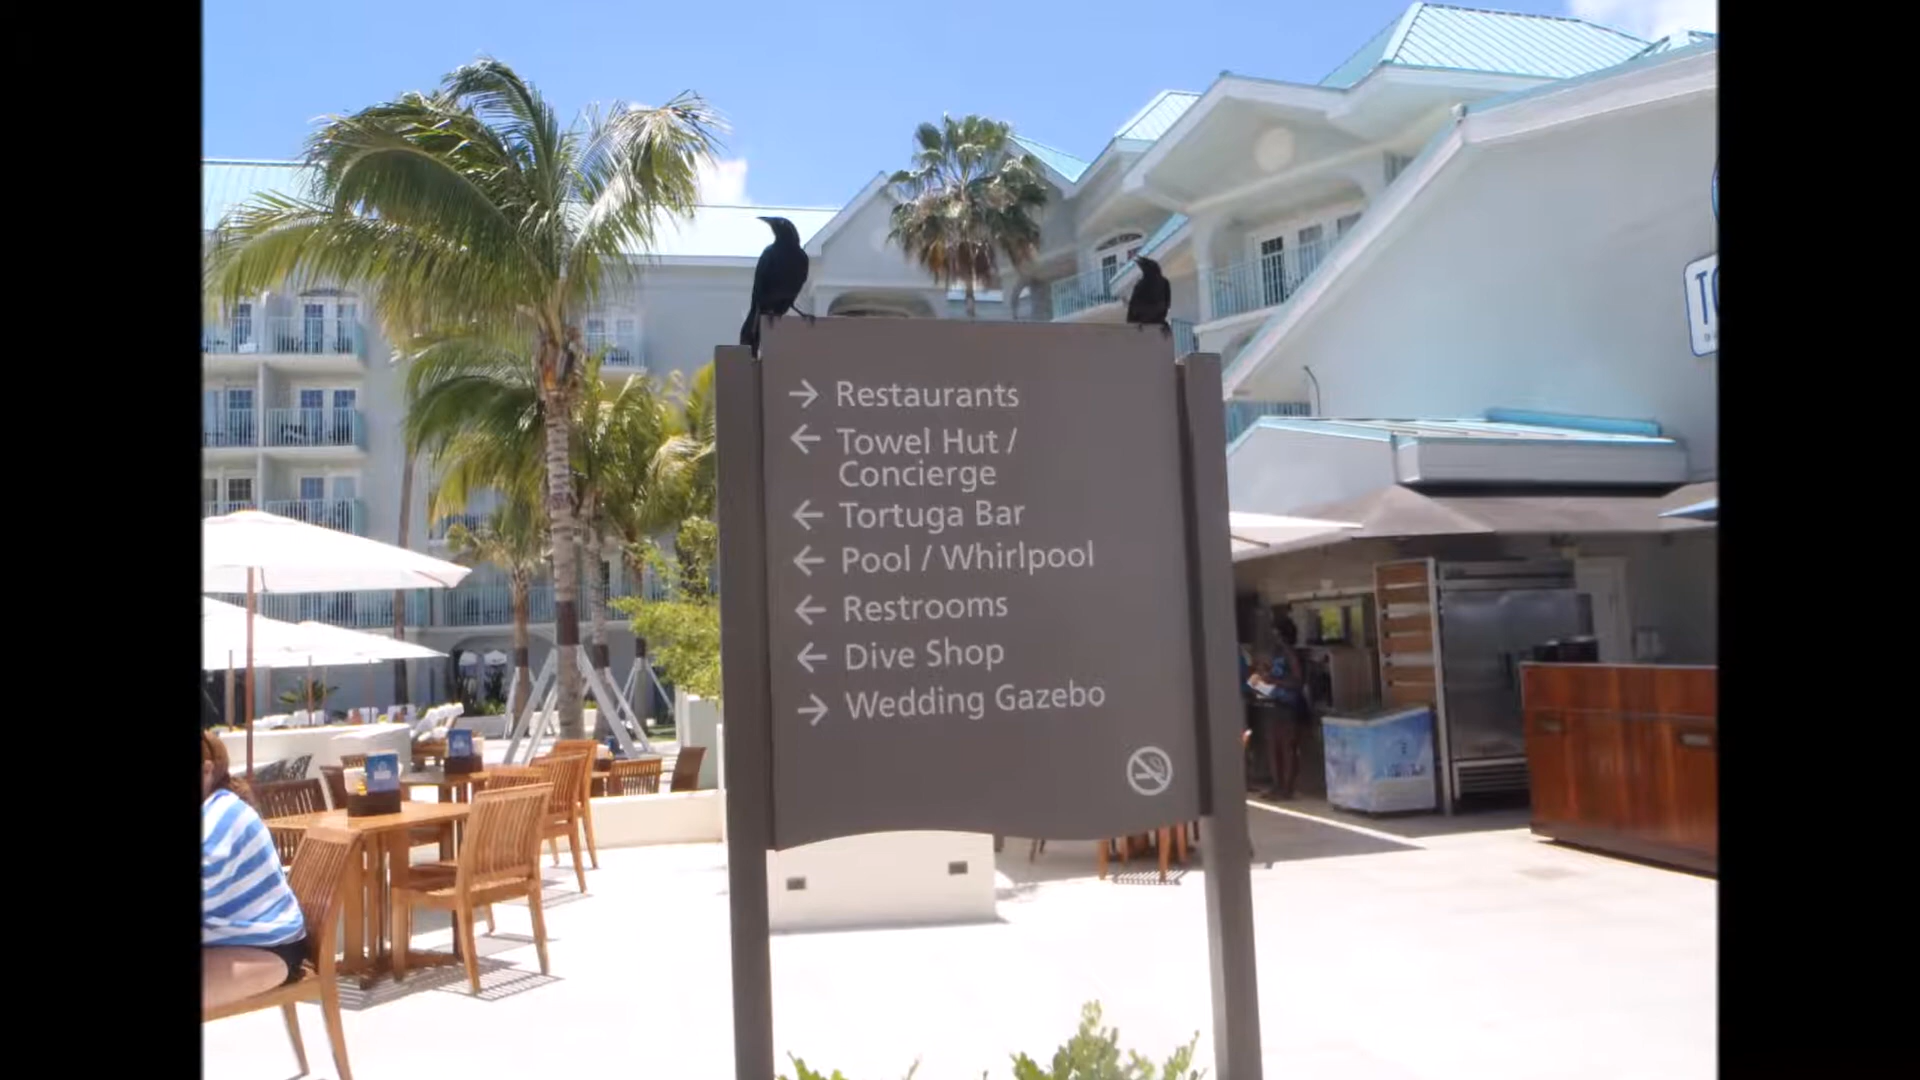 → Restaurants
← Towel Hut /
Concierge
← Tortuga Bar
← Pool / Whirlpool
← Restrooms
← Dive Shop
→ Wedding Gazebo